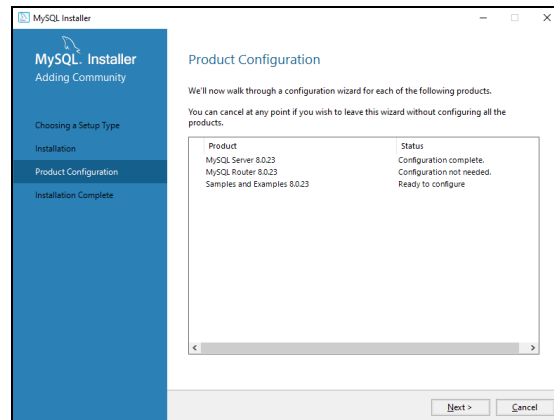 MySQL Installer
MySQL. Installer
Adding Community
Choosing a Setup Type
Installation
Product Configuration
Installation Complete
Product Configuration
We'll now walk through a configuration wizard for each of the following products.
You can cancel at any point if you wish to leave this wizard without configuring all the
products.
Product Status
MySQL Server 8.0.23 Configuration complete.
MySQL Router 8.0.23 Configuration not needed.
Samples and Examples 8.0.23 Ready to configure
Next > Cancel